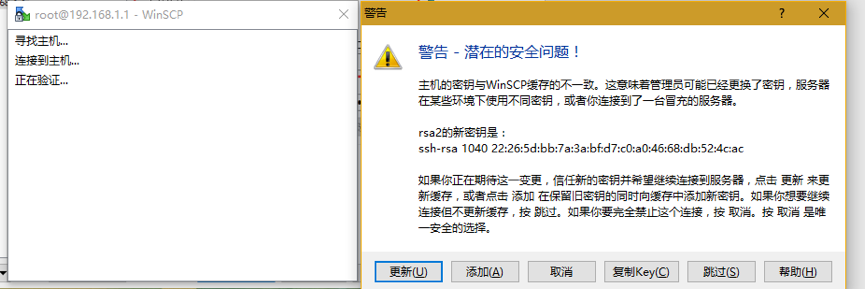 root@192.168.1.1 - WinSCP
寻找主机...
连接到主机...
正在验证...
警告
警告 - 潜在的安全问题！
主机的密钥与WinSCP缓存的不一致。这意味着管理员可能已经更换了密钥，服务器
在某些环境下使用不同密钥，或者你连接到了一台冒充的服务器。
rsa2的新密钥是：
ssh-rsa 1040 22:26:5d:bb:7a:3a:bf:d7:c0:a0:46:68:db:52:4c:ac
如果你正在期待这一变更，信任新的密钥并希望继续连接到服务器，点击 更新 来更
新缓存，或者点击 添加 在保留旧密钥的同时向缓存中添加新密钥。如果你想要继续
连接但不更新缓存，按 跳过。如果你要完全禁止这个连接，按 取消。按 取消 是唯
一安全的选择。
更新(U) 添加(A) 取消 复制Key(C) 跳过(S) 帮助(H)